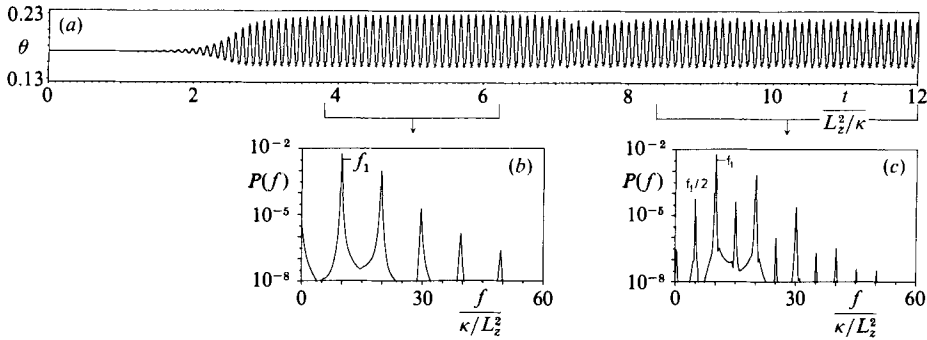 0.23
(a)
θ
0.13
0 2 4 6 8 10 t 12
L_z^2/κ
10^-2
f_1
(b)
P(f)
10^-5
10^-8
0 30 f 60
κ/L_z^2
10^-2
f_1
(c)
P(f)
f_1/2
10^-5
10^-8
0 30 f 60
κ/L_z^2